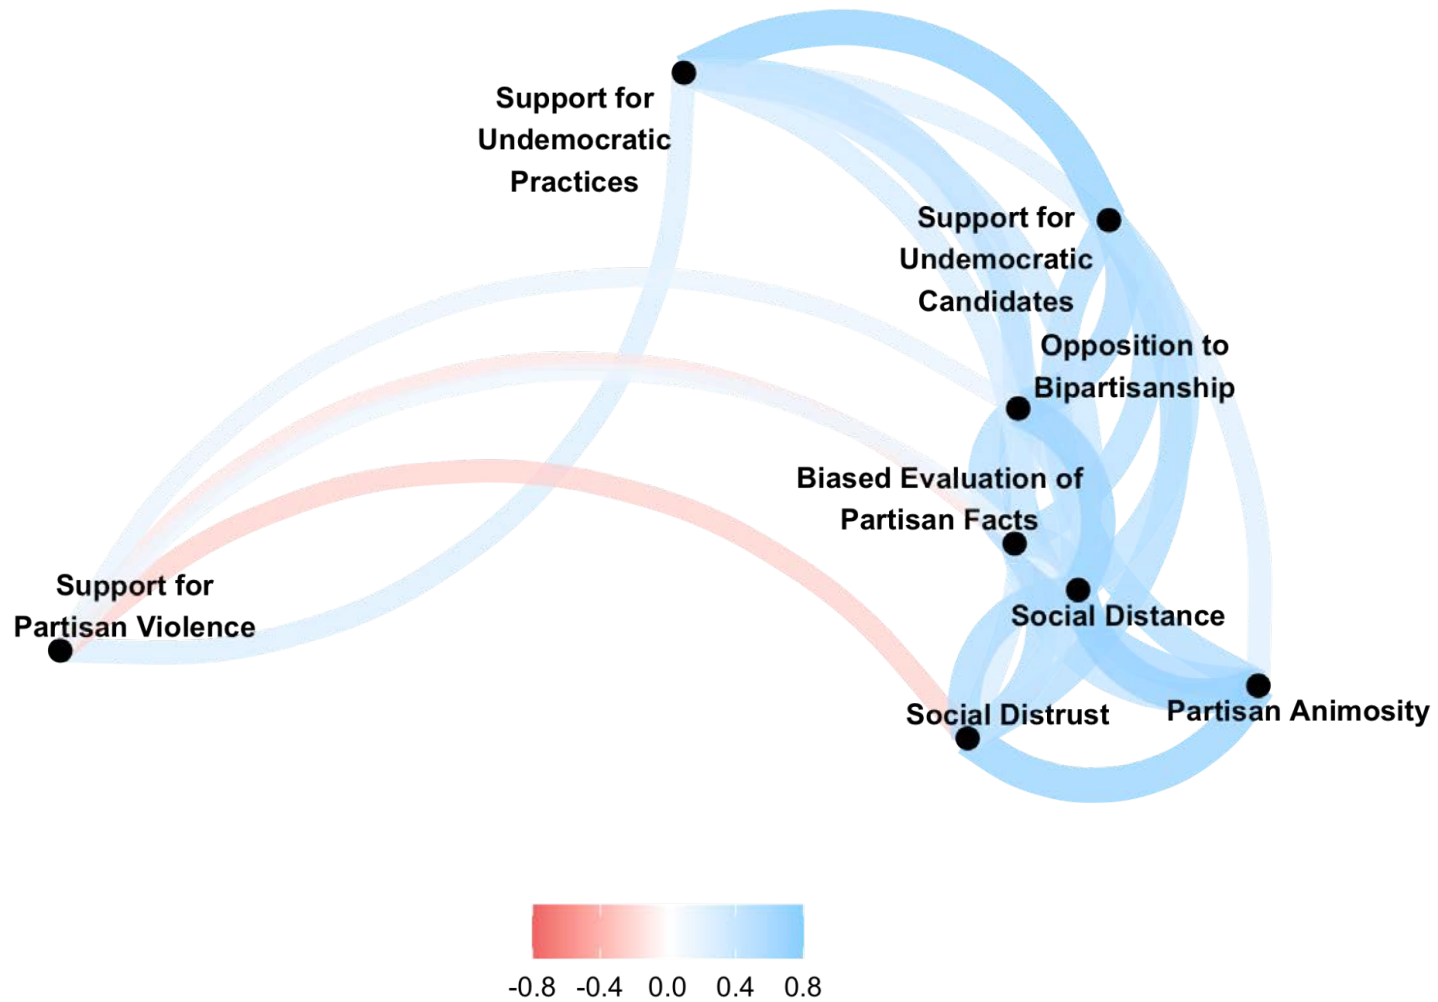 Support for
Undemocratic
Practices
Support for
Undemocratic
Candidates
Opposition to
Bipartisanship
Biased Evaluation of
Partisan Facts
Support for
Partisan Violence
Social Distance
Social Distrust
Partisan Animosity
-0.8 -0.4 0.0 0.4 0.8